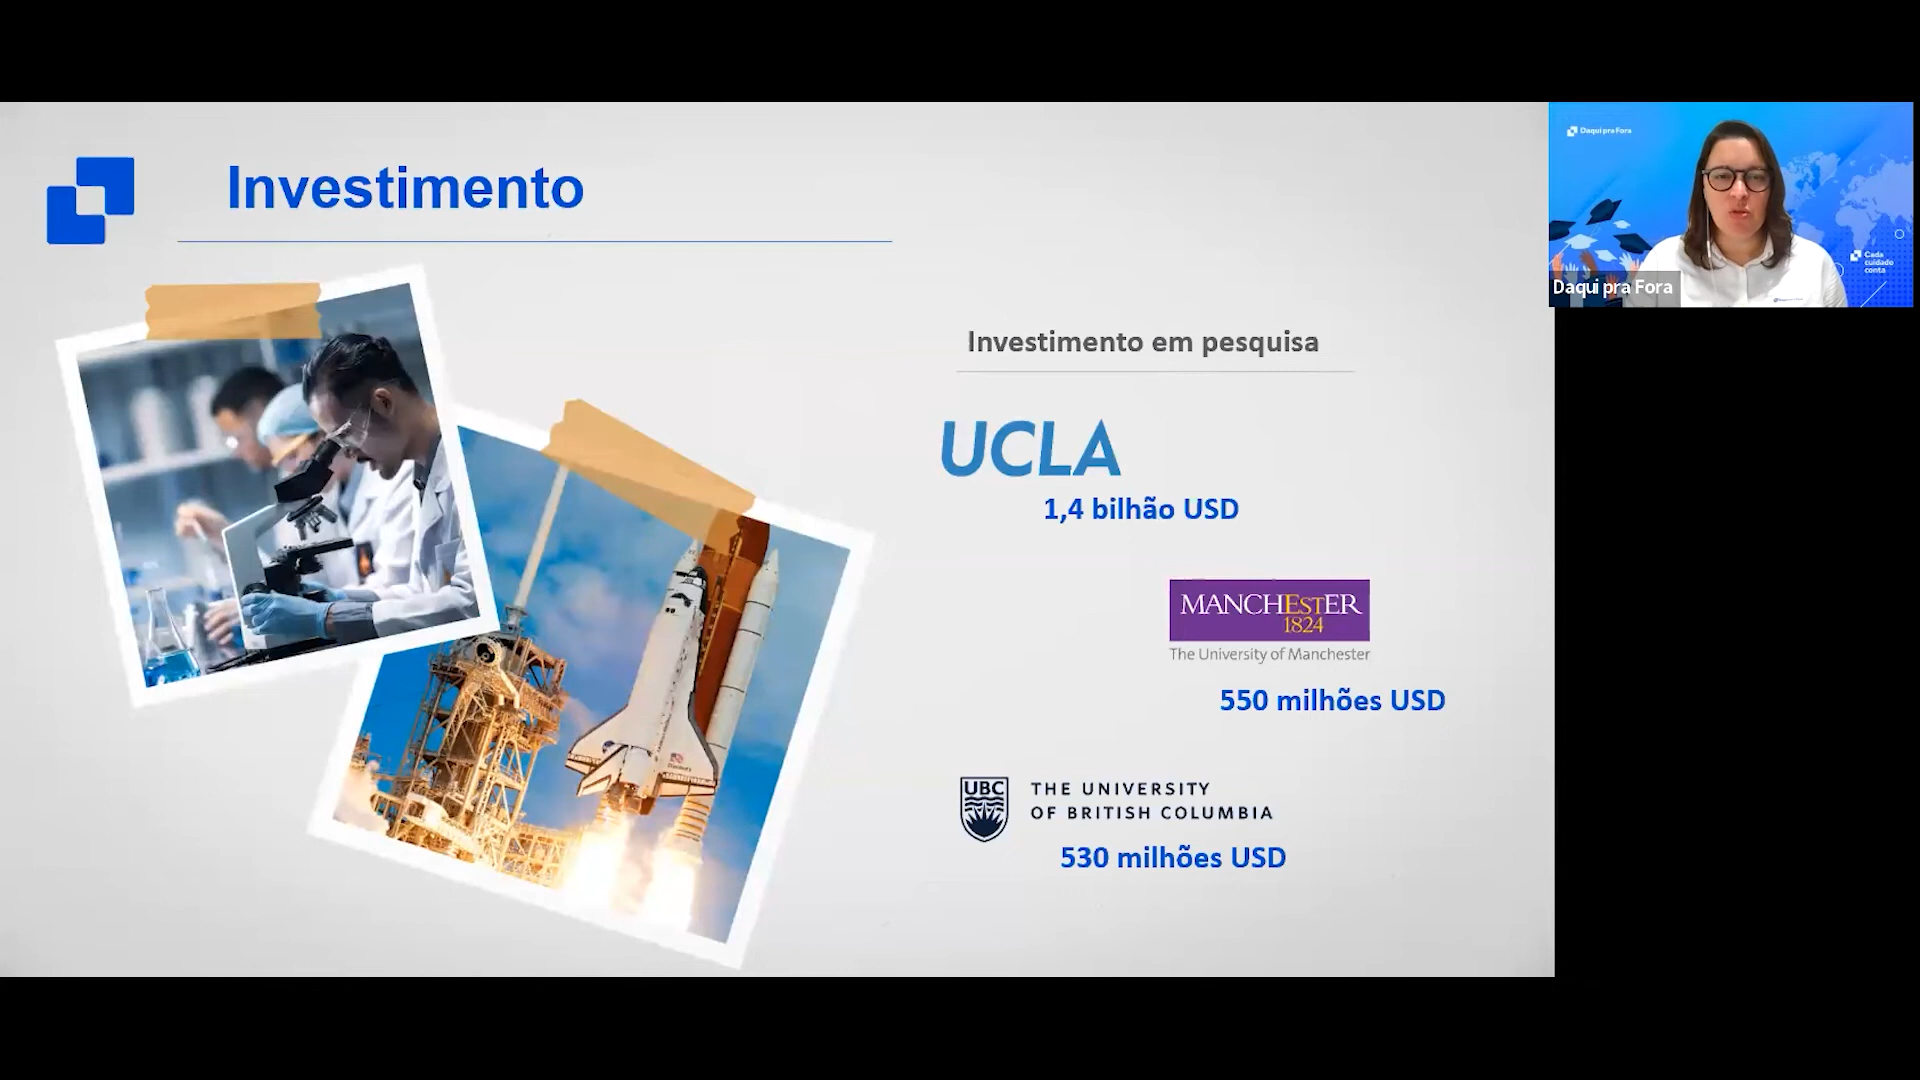 Investimento
Investimento em pesquisa
UCLA
1,4 bilhão USD
MANCHESTER
1824
The University of Manchester
550 milhões USD
UBC
THE UNIVERSITY
OF BRITISH COLUMBIA
530 milhões USD
Daqui pra Fora
Cada
cuidado
conta
Daqui pra Fora